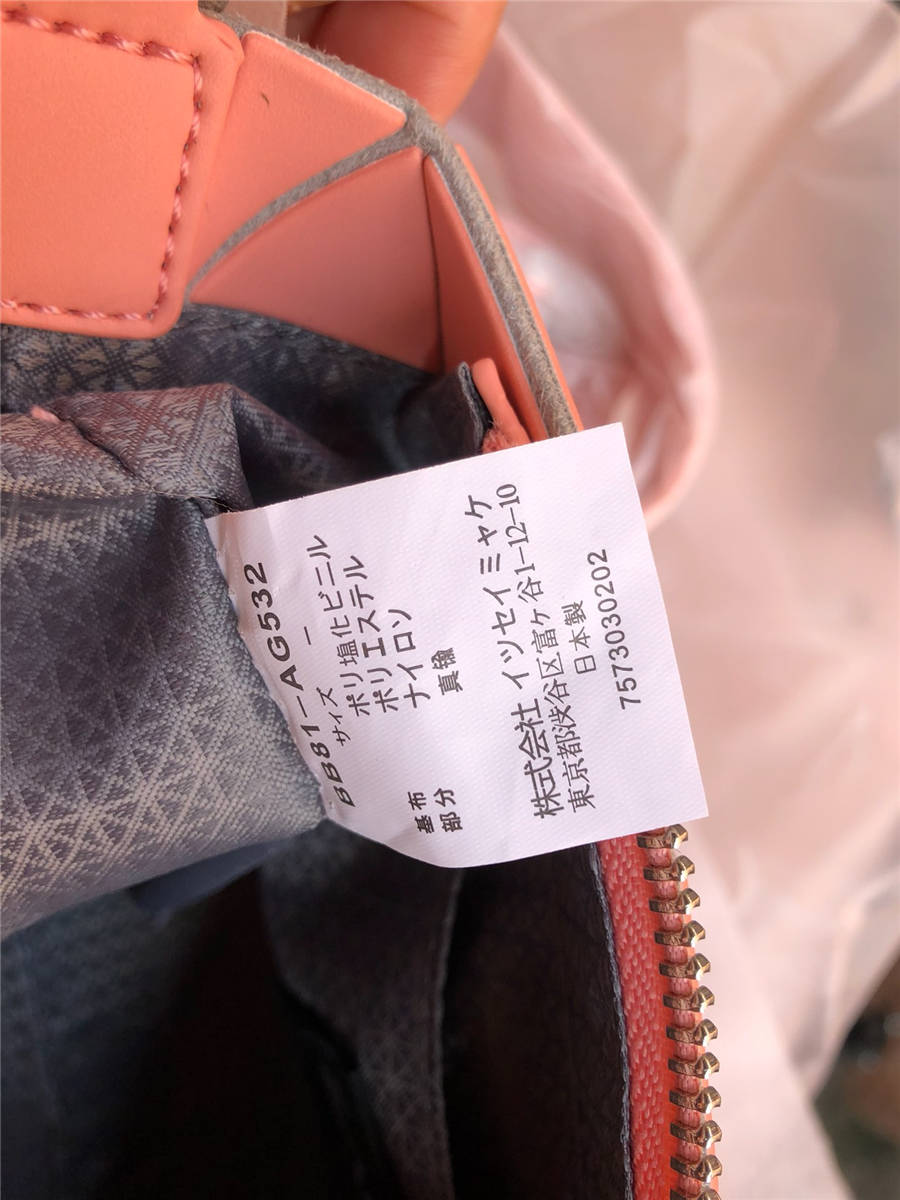 BB81-AG532
サイズ －
ポリ塩化ビニル
ポリエステル
基布 ナイロン
部分 真鍮
株式会社 イッセイミヤケ
東京都渋谷区富ヶ谷1-12-10
日本製
7573030202